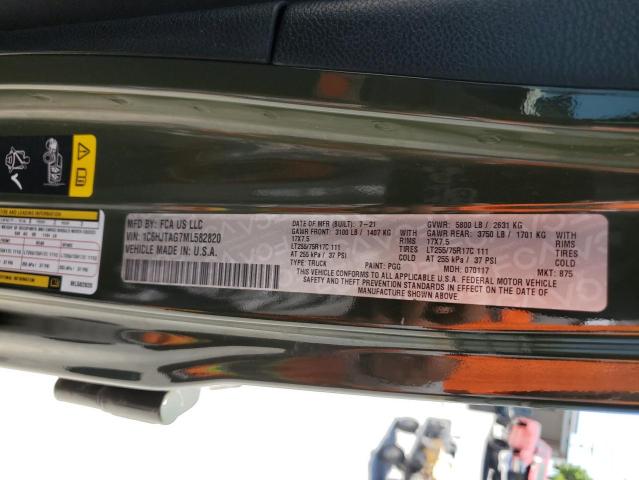 MFD BY: FCA US LLC
VIN: 1C6HJTAG7ML582820
VEHICLE MADE IN: U.S.A.
DATE OF MFR (BUILT): 7-21
GAWR FRONT: 3100 LB / 1407 KG WITH
17X7.5 RIMS
LT255/75R17C 111 TIRES
AT 255 kPa / 37 PSI COLD
TYPE: TRUCK
PAINT: PGG
GVWR: 5800 LB / 2631 KG
GAWR REAR: 3750 LB / 1701 KG WITH
17X7.5 RIMS
LT255/75R17C 111 TIRES
AT 255 kPa / 37 PSI COLD
MDH: 070117
MKT: 875
THIS VEHICLE CONFORMS TO ALL APPLICABLE U.S.A. FEDERAL MOTOR VEHICLE
SAFETY AND THEFT PREVENTION STANDARDS IN EFFECT ON THE DATE OF
MANUFACTURE SHOWN ABOVE.
ML582820